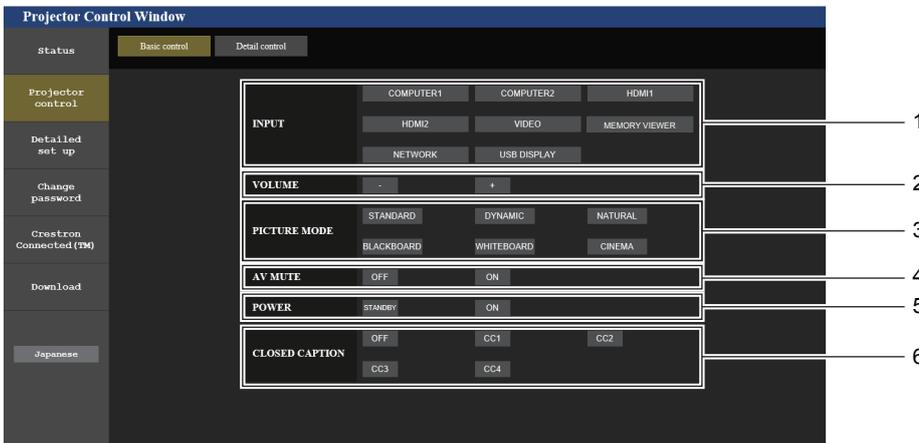 Projector Control Window
Status
Basic control
Detail control
Projector
control
Detailed
set up
Change
password
Crestron
Connected(TM)
Download
Japanese
INPUT
COMPUTER1 COMPUTER2 HDMI1
HDMI2 VIDEO MEMORY VIEWER
NETWORK USB DISPLAY
1
VOLUME - +
2
PICTURE MODE
STANDARD DYNAMIC NATURAL
BLACKBOARD WHITEBOARD CINEMA
3
AV MUTE OFF ON
4
POWER STANDBY ON
5
CLOSED CAPTION
OFF CC1 CC2
CC3 CC4
6